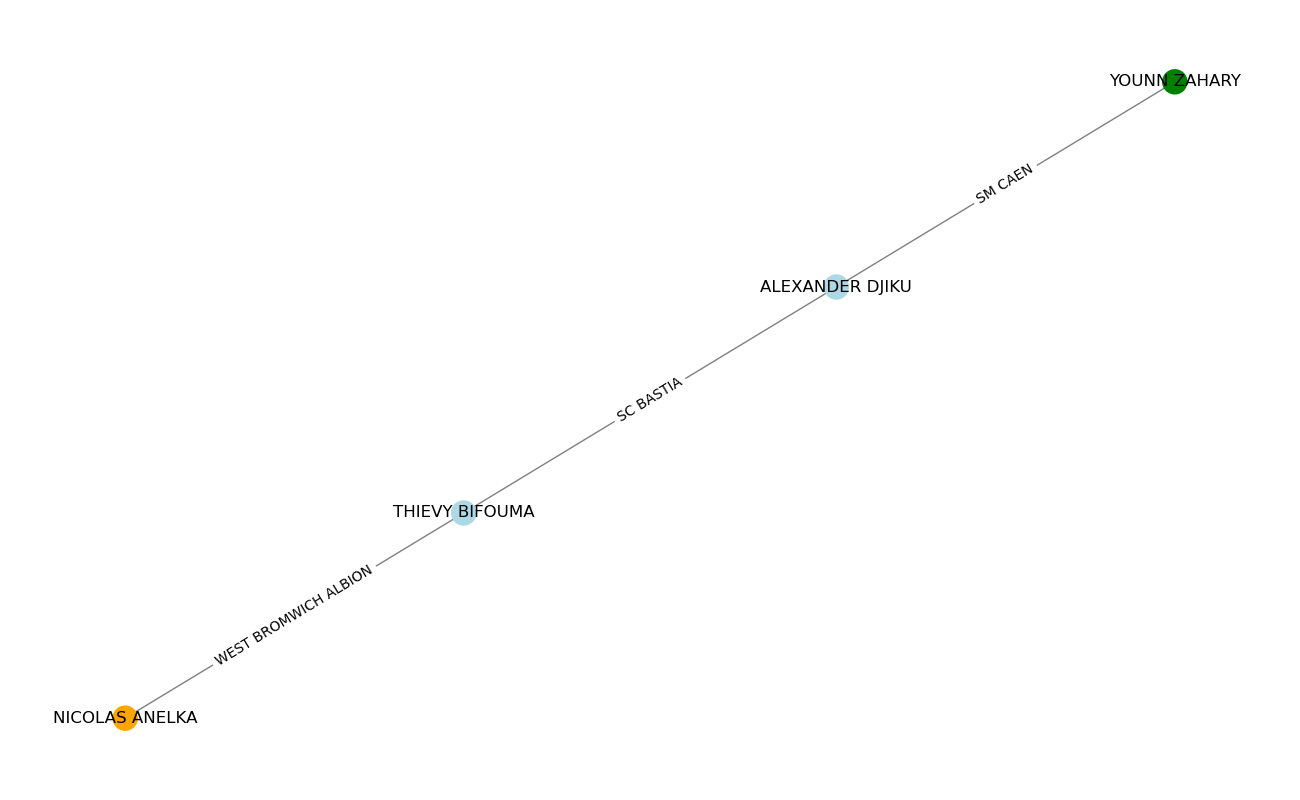 YOUNN ZAHARY
SM CAEN
ALEXANDER DJIKU
SC BASTIA
THIEVY BIFOUMA
WEST BROMWICH ALBION
NICOLAS ANELKA